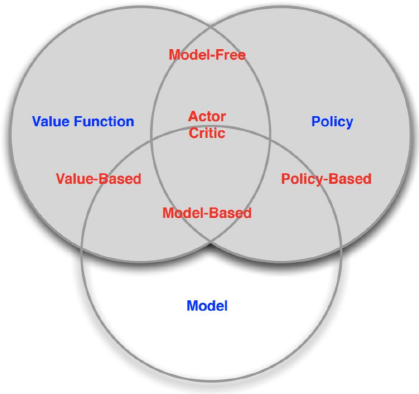 Model-Free
Value Function
Actor
Critic
Policy
Value-Based
Policy-Based
Model-Based
Model